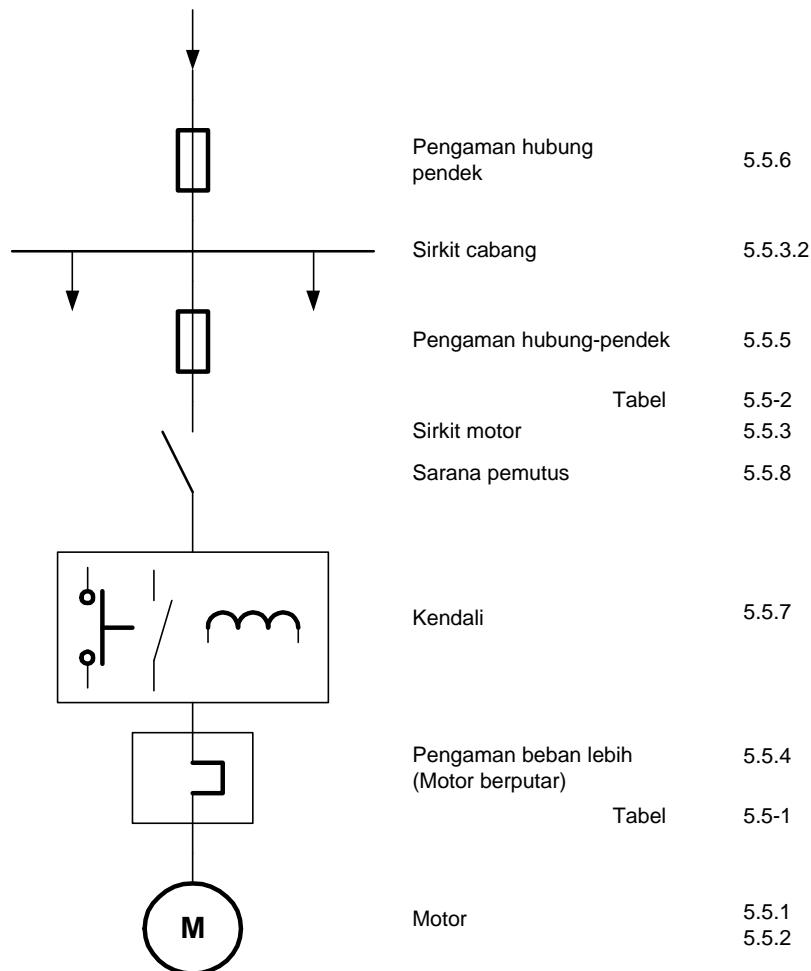 Pengaman hubung
pendek 5.5.6
Sirkit cabang 5.5.3.2
Pengaman hubung-pendek 5.5.5
Tabel 5.5-2
Sirkit motor 5.5.3
Sarana pemutus 5.5.8
Kendali 5.5.7
Pengaman beban lebih 5.5.4
(Motor berputar)
Tabel 5.5-1
M
Motor 5.5.1
5.5.2